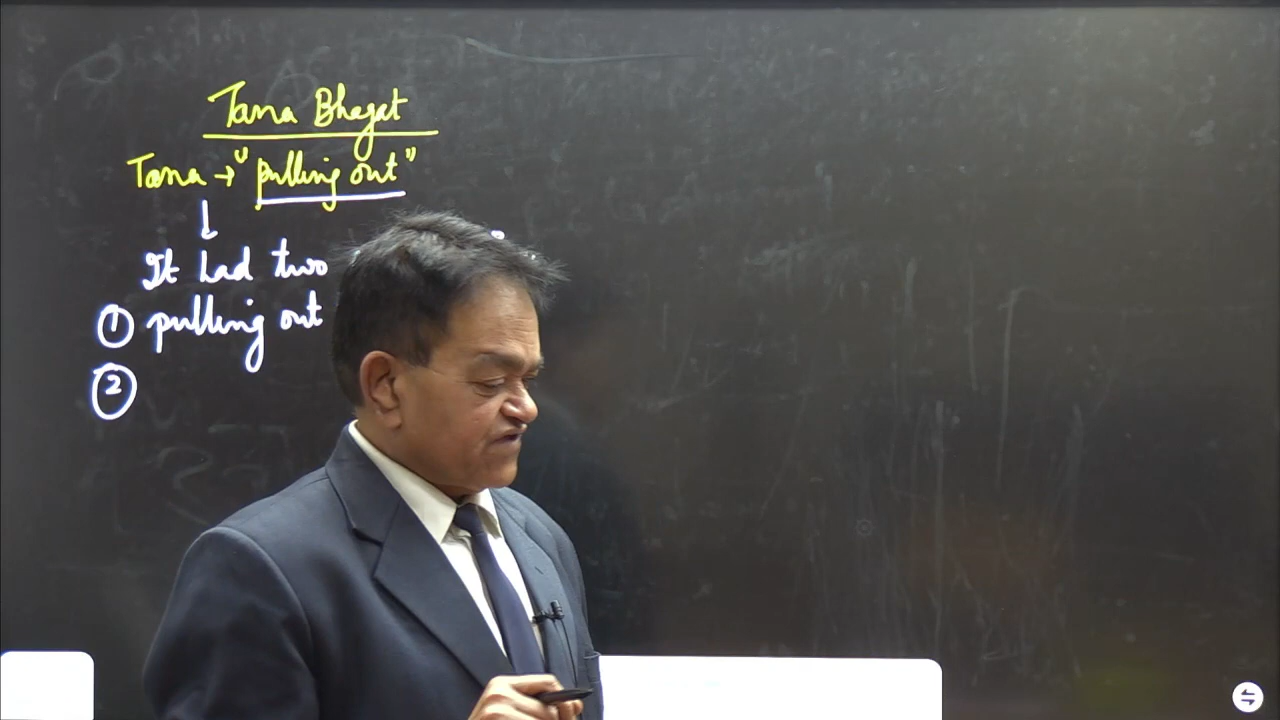 Tana Bhagat
Tana → "pulling out"
↓
It had two
① pulling out
②